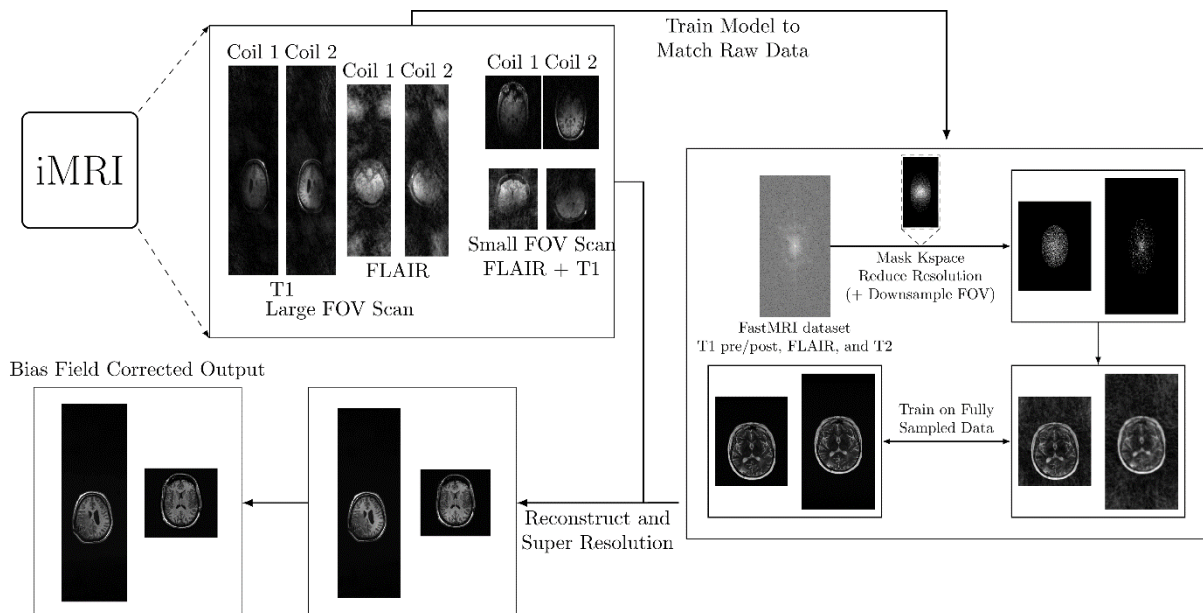 iMRI
Coil 1 Coil 2
Coil 1 Coil 2
Coil 1 Coil 2
T1
Large FOV Scan
FLAIR
Small FOV Scan
FLAIR + T1
Train Model to
Match Raw Data
Mask Kspace
Reduce Resolution
(+ Downsample FOV)
FastMRI dataset
T1 pre/post, FLAIR, and T2
Train on Fully
Sampled Data
Reconstruct and
Super Resolution
Bias Field Corrected Output